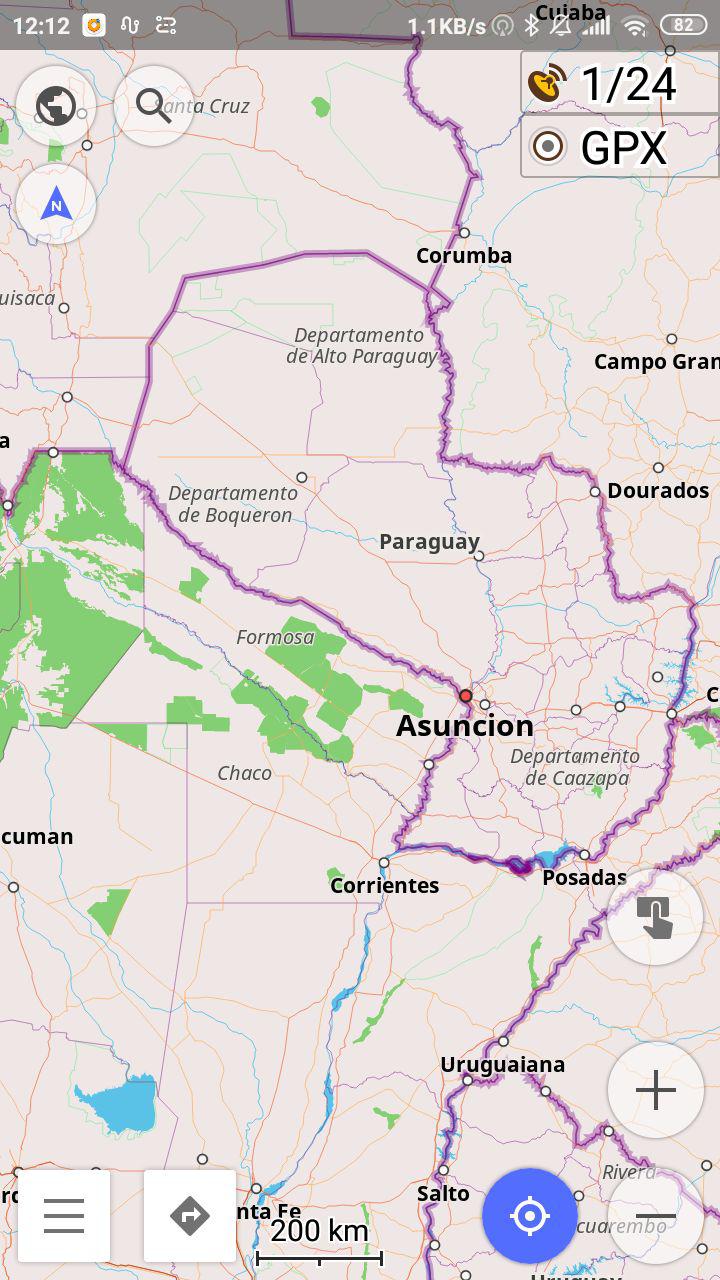 12:12
1.1KB/s
82
Cuiaba
Santa Cruz
1/24
GPX
N
Corumba
uisaca
Departamento
de Alto Paraguay
Campo Gran
a
Departamento
de Boqueron
Dourados
Paraguay
Formosa
C
Asuncion
Departamento
de Caazapa
Chaco
cuman
Corrientes
Posadas
Uruguaiana
Rivera
Salto
nta Fe
cuarembo
200 km